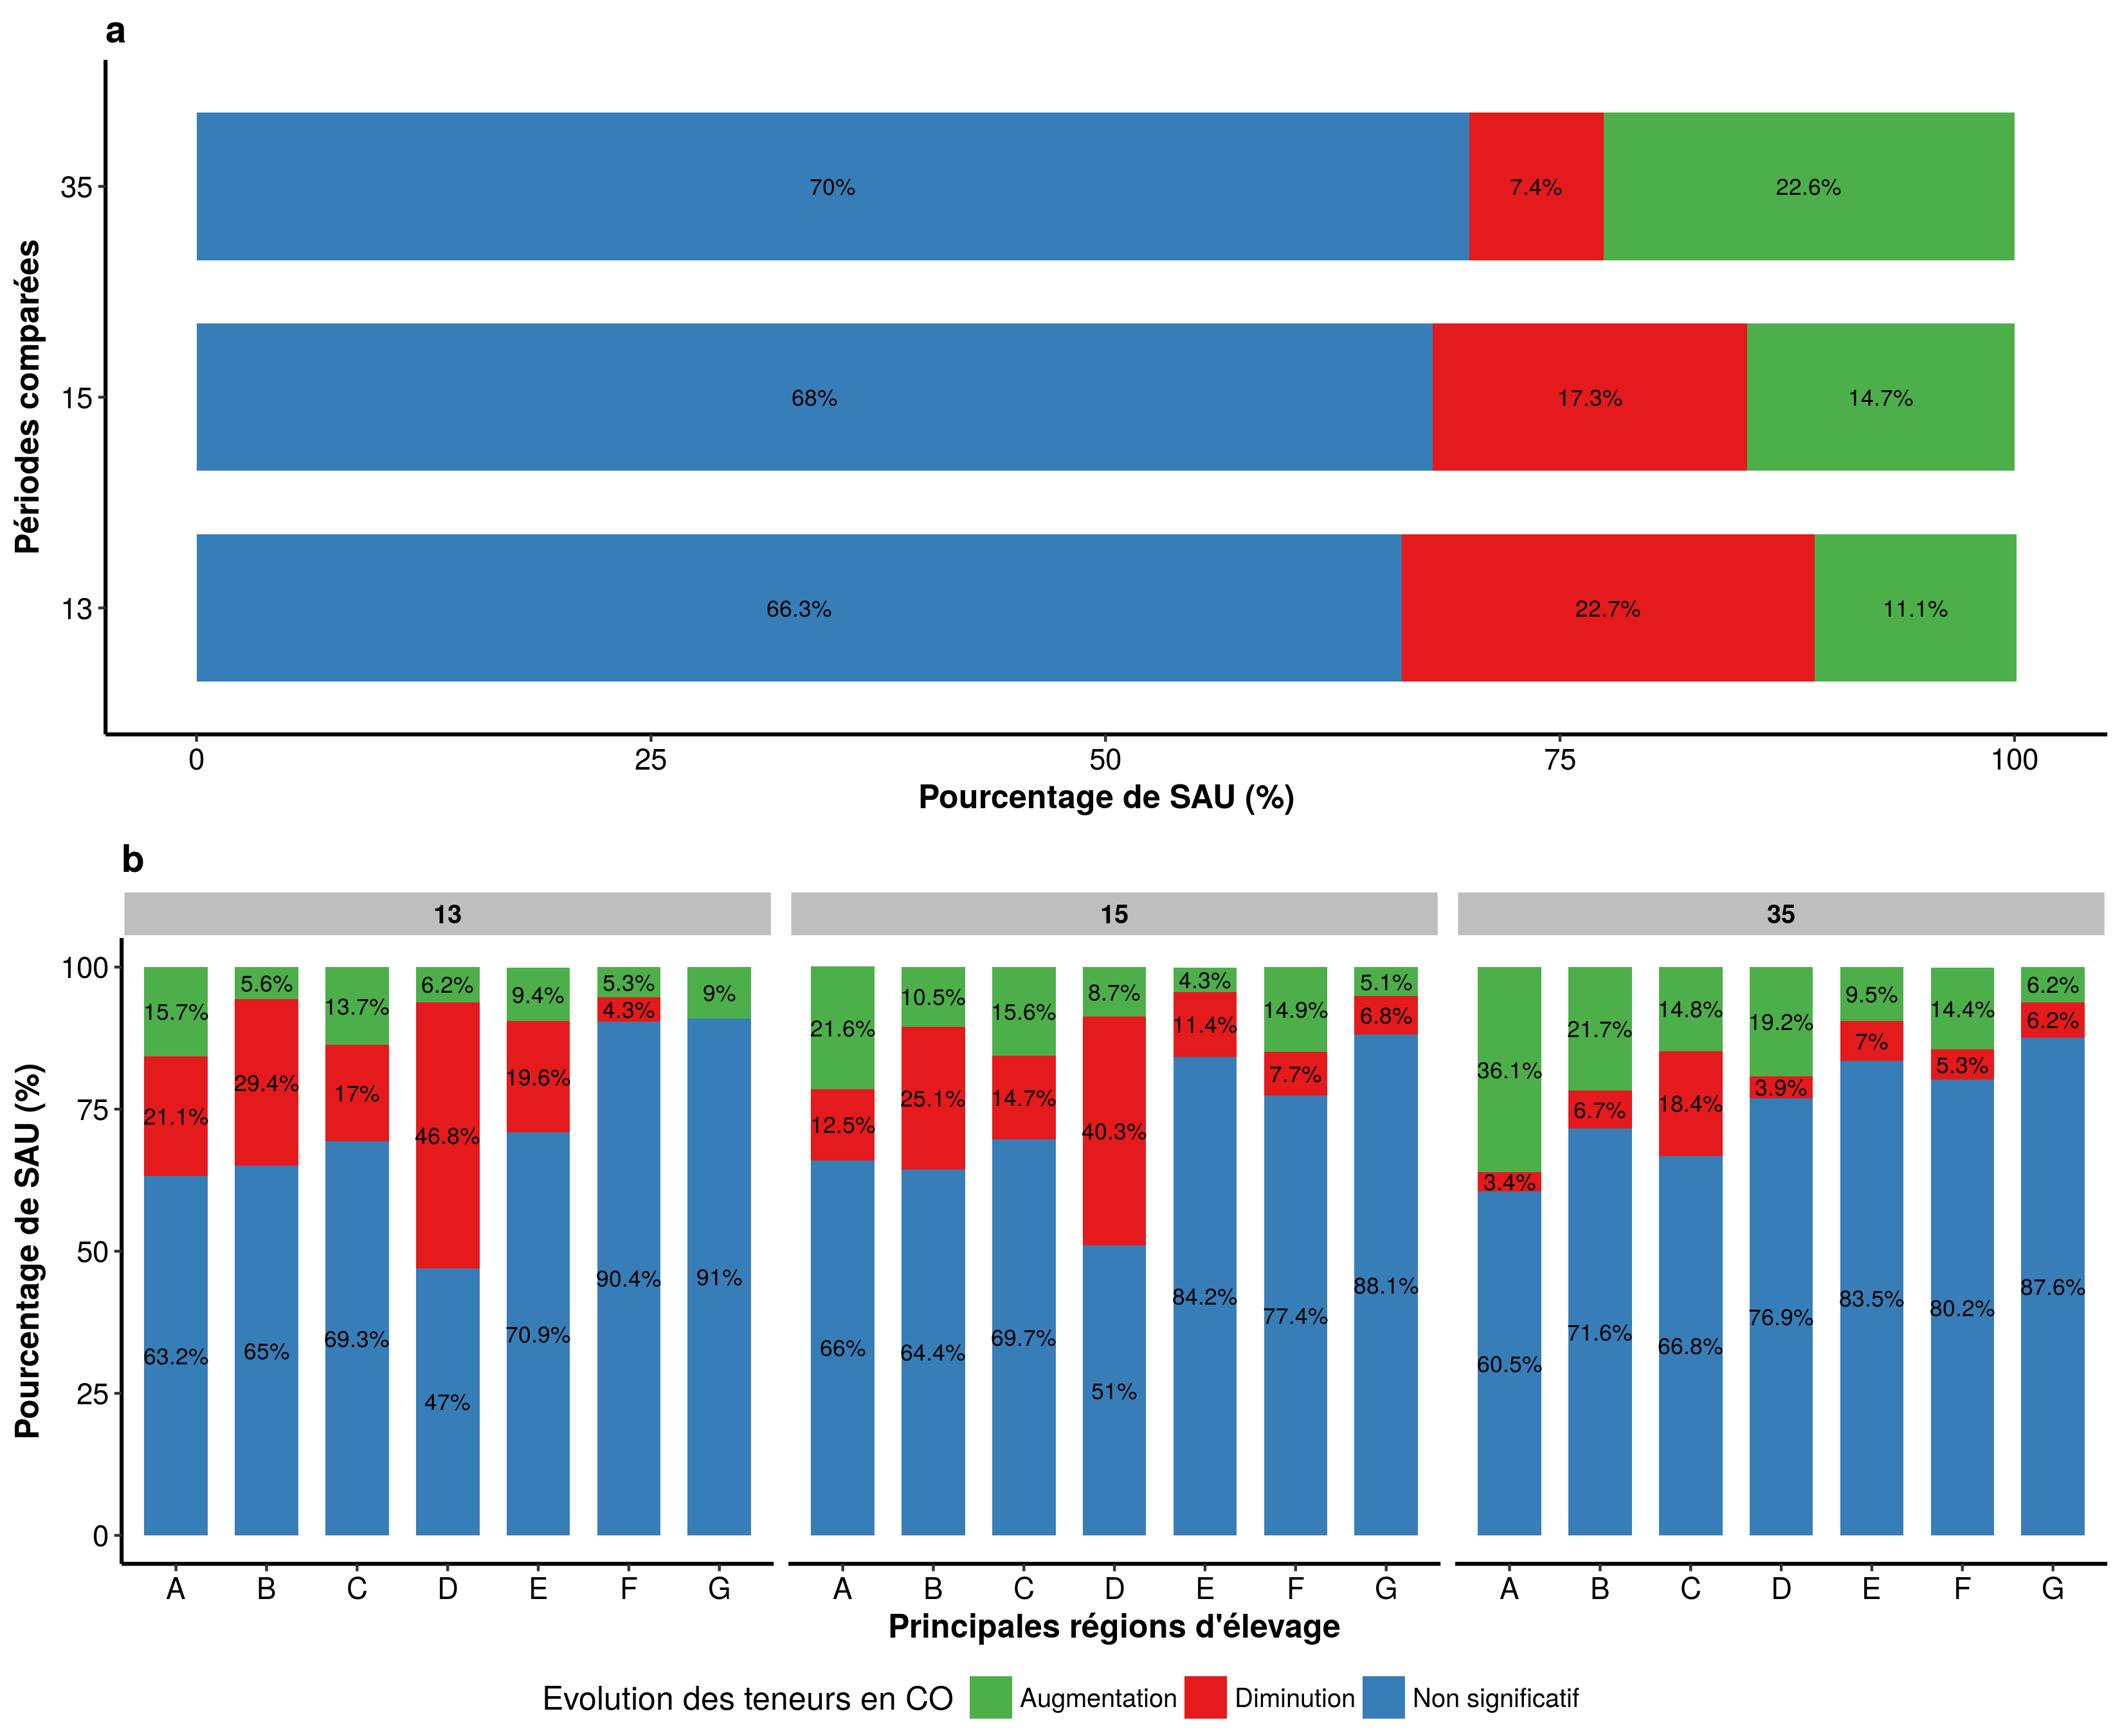 a
Périodes comparées
35
70%
7.4%
22.6%
15
68%
17.3%
14.7%
13
66.3%
22.7%
11.1%
0 25 50 75 100
Pourcentage de SAU (%)
b
13 15 35
Pourcentage de SAU (%)
100
75
50
25
0
15.7% 5.6% 13.7% 6.2% 9.4% 5.3% 9%
21.1% 29.4% 17% 46.8% 19.6% 4.3%
63.2% 65% 69.3% 47% 70.9% 90.4% 91%
21.6% 10.5% 15.6% 8.7% 4.3% 14.9% 5.1%
12.5% 25.1% 14.7% 40.3% 11.4% 7.7% 6.8%
66% 64.4% 69.7% 51% 84.2% 77.4% 88.1%
36.1% 21.7% 14.8% 19.2% 9.5% 14.4% 6.2%
3.4% 6.7% 18.4% 3.9% 7% 5.3% 6.2%
60.5% 71.6% 66.8% 76.9% 83.5% 80.2% 87.6%
A B C D E F G A B C D E F G A B C D E F G
Principales régions d'élevage
Evolution des teneurs en CO Augmentation Diminution Non significatif